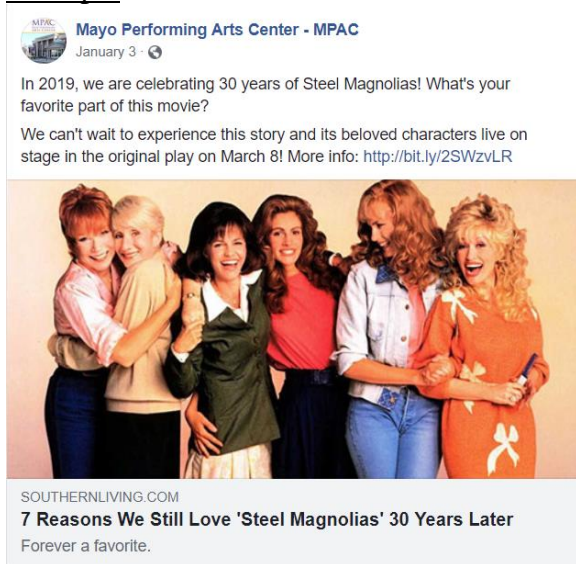 MPAC
Mayo Performing Arts Center - MPAC
January 3 ·
In 2019, we are celebrating 30 years of Steel Magnolias! What's your
favorite part of this movie?
We can't wait to experience this story and its beloved characters live on
stage in the original play on March 8! More info: http://bit.ly/2SWzvLR
SOUTHERNLIVING.COM
7 Reasons We Still Love 'Steel Magnolias' 30 Years Later
Forever a favorite.